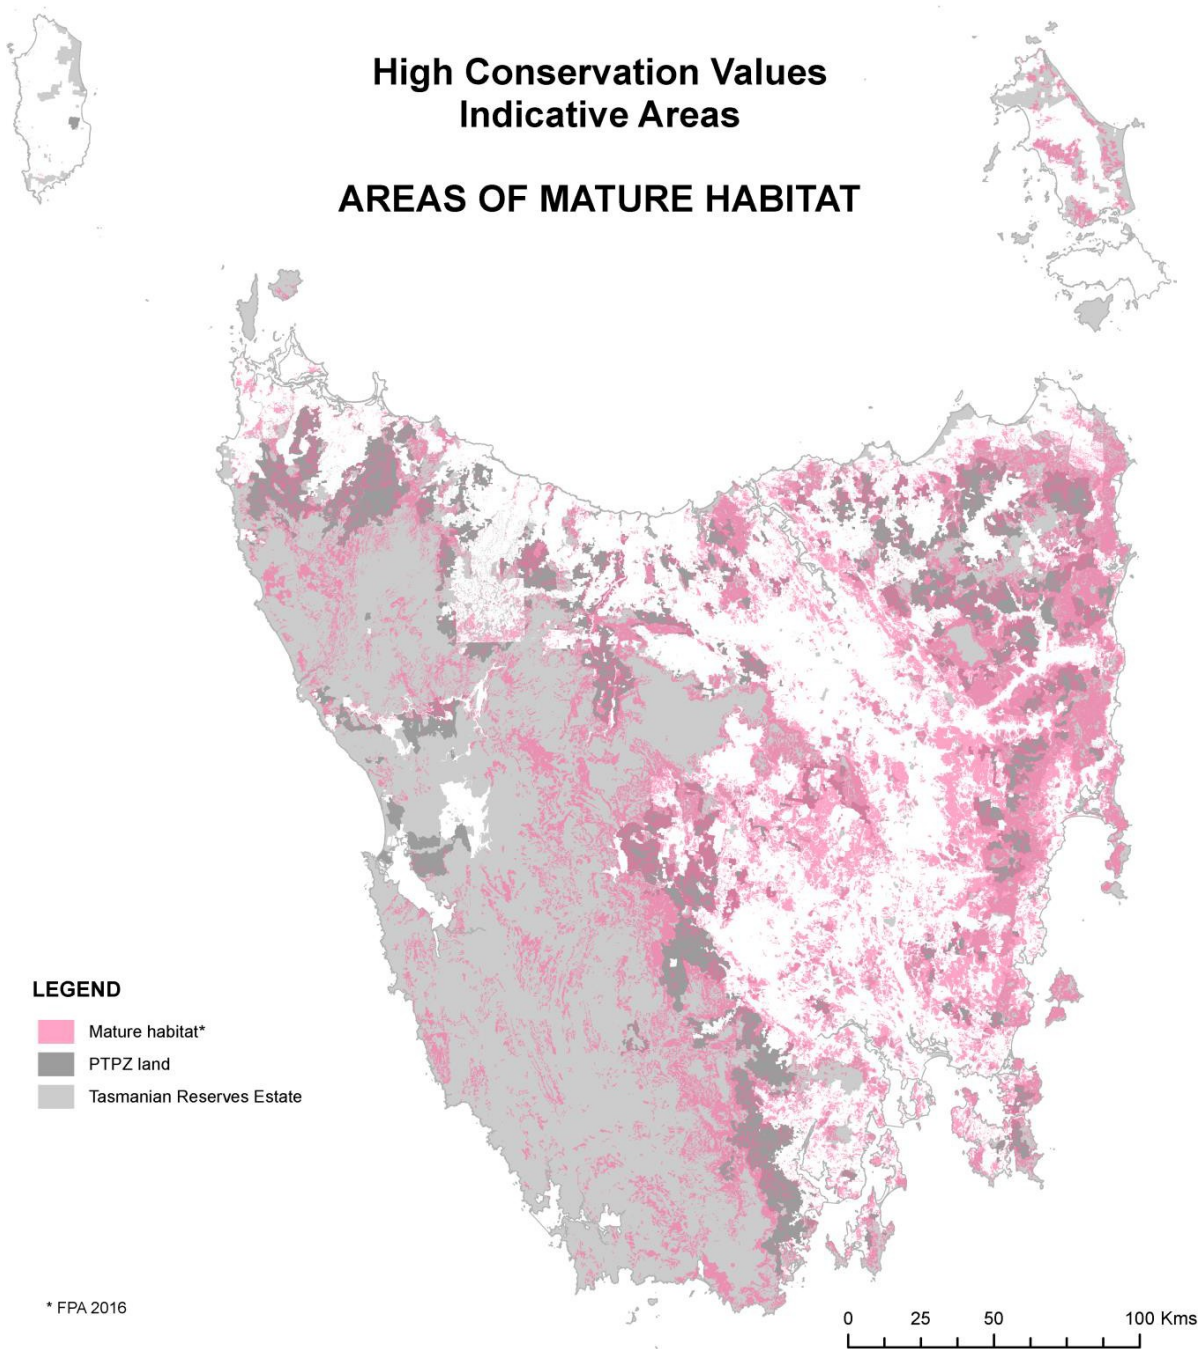 High Conservation Values
Indicative Areas
AREAS OF MATURE HABITAT
LEGEND
Mature habitat*
PTPZ land
Tasmanian Reserves Estate
* FPA 2016
0 25 50 100 Kms